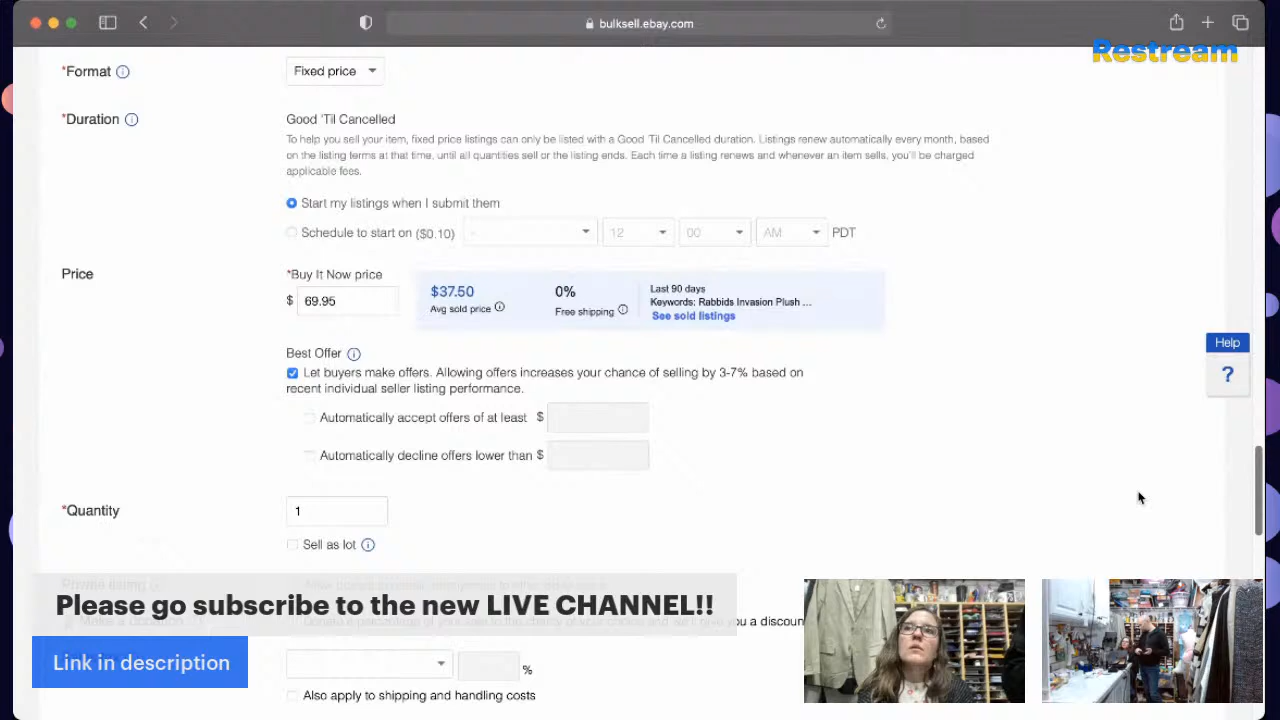 bulksell.ebay.com
Restream
*Format
Fixed price
*Duration
Good 'Til Cancelled
To help you sell your item, fixed price listings can only be listed with a Good 'Til Cancelled duration. Listings renew automatically every month, based
on the listing terms at that time, until all quantities sell or the listing ends. Each time a listing renews and whenever an item sells, you'll be charged
applicable fees.
Start my listings when I submit them
Schedule to start on ($0.10)
-
12
00
AM
PDT
Price
*Buy It Now price
$ 69.95
$37.50
Avg sold price
0%
Free shipping
Last 90 days
Keywords: Rabbids Invasion Plush ...
See sold listings
Help
?
Best Offer
Let buyers make offers. Allowing offers increases your chance of selling by 3-7% based on
recent individual seller listing performance.
Automatically accept offers of at least $
Automatically decline offers lower than $
*Quantity
1
Sell as lot
Please go subscribe to the new LIVE CHANNEL!!
Make a donation
you a discoun
Link in description
%
Also apply to shipping and handling costs